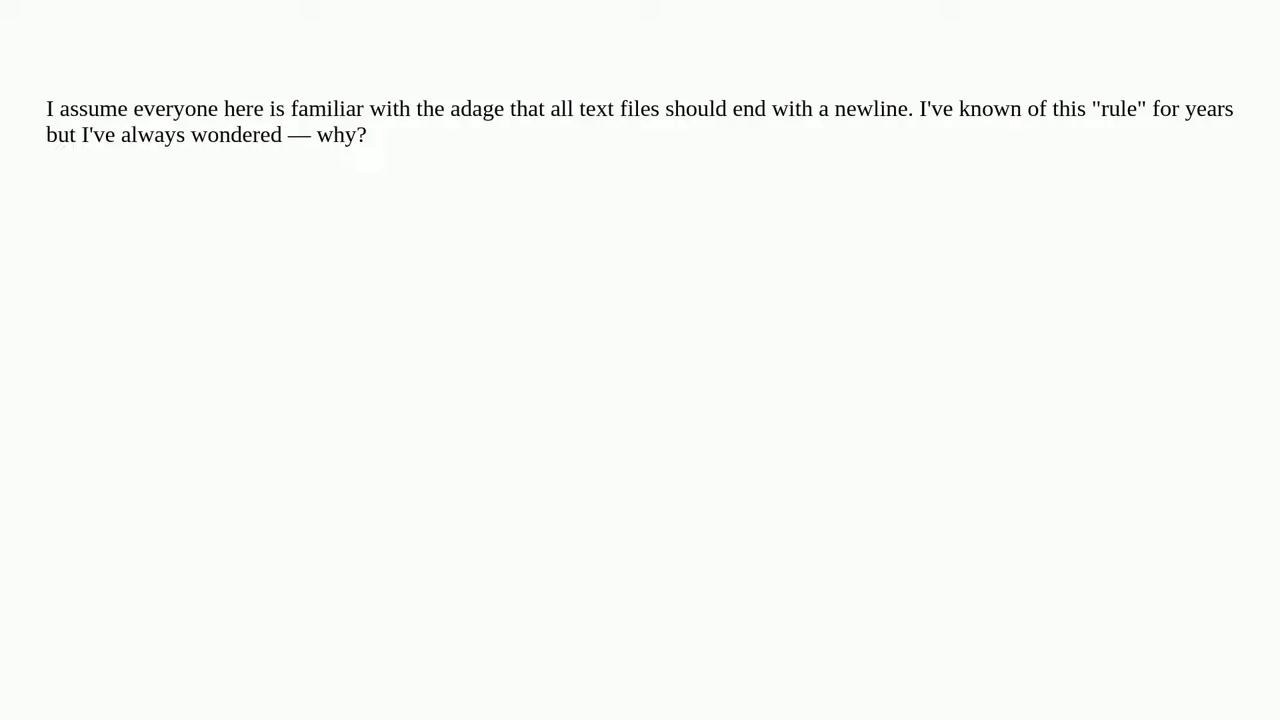 I assume everyone here is familiar with the adage that all text files should end with a newline. I've known of this "rule" for years
but I've always wondered — why?